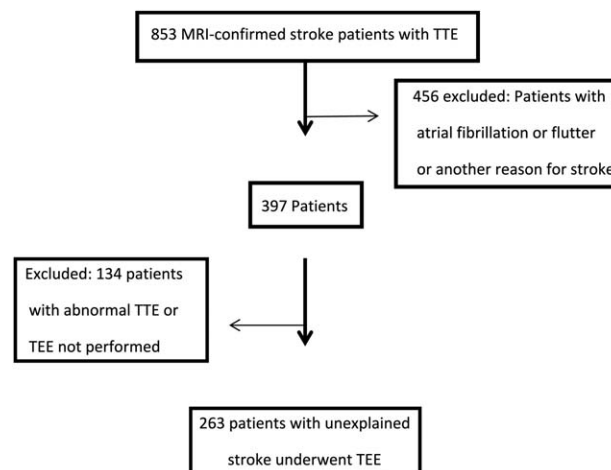 853 MRI-confirmed stroke patients with TTE
456 excluded: Patients with
atrial fibrillation or flutter
or another reason for stroke
397 Patients
Excluded: 134 patients
with abnormal TTE or
TEE not performed
263 patients with unexplained
stroke underwent TEE